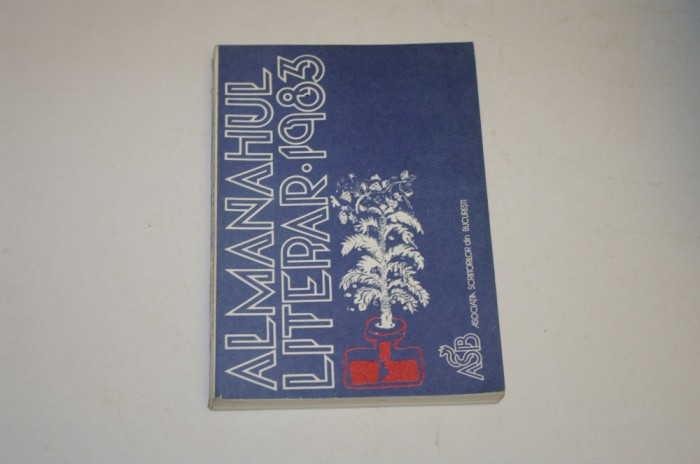 ALMANAHUL
LITERAR·1983
ASB
ASOCIAȚIA SCRIITORILOR din BUCUREȘTI